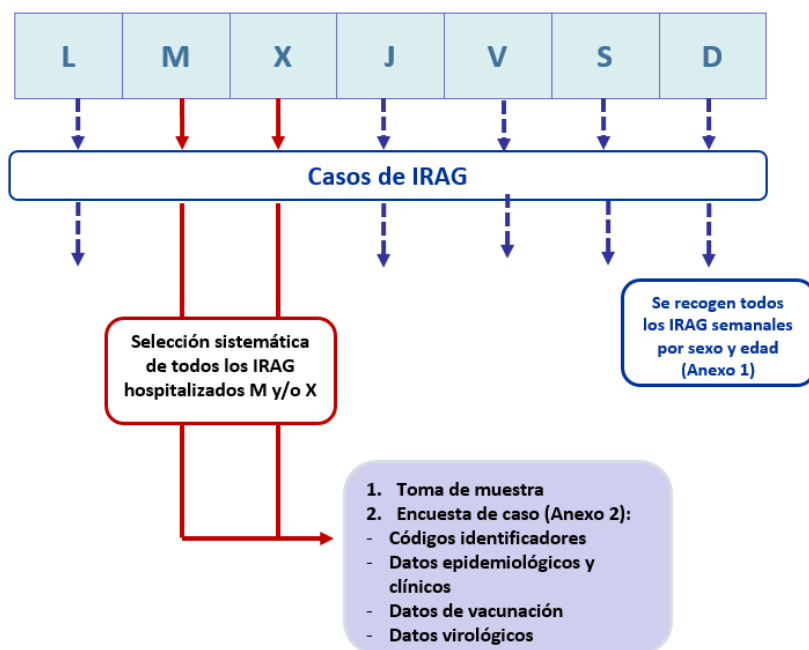 L M X J V S D
Casos de IRAG
Se recogen todos
los IRAG semanales
por sexo y edad
(Anexo 1)
Selección sistemática
de todos los IRAG
hospitalizados M y/o X
1. Toma de muestra
2. Encuesta de caso (Anexo 2):
- Códigos identificadores
- Datos epidemiológicos y
clínicos
- Datos de vacunación
- Datos virológicos